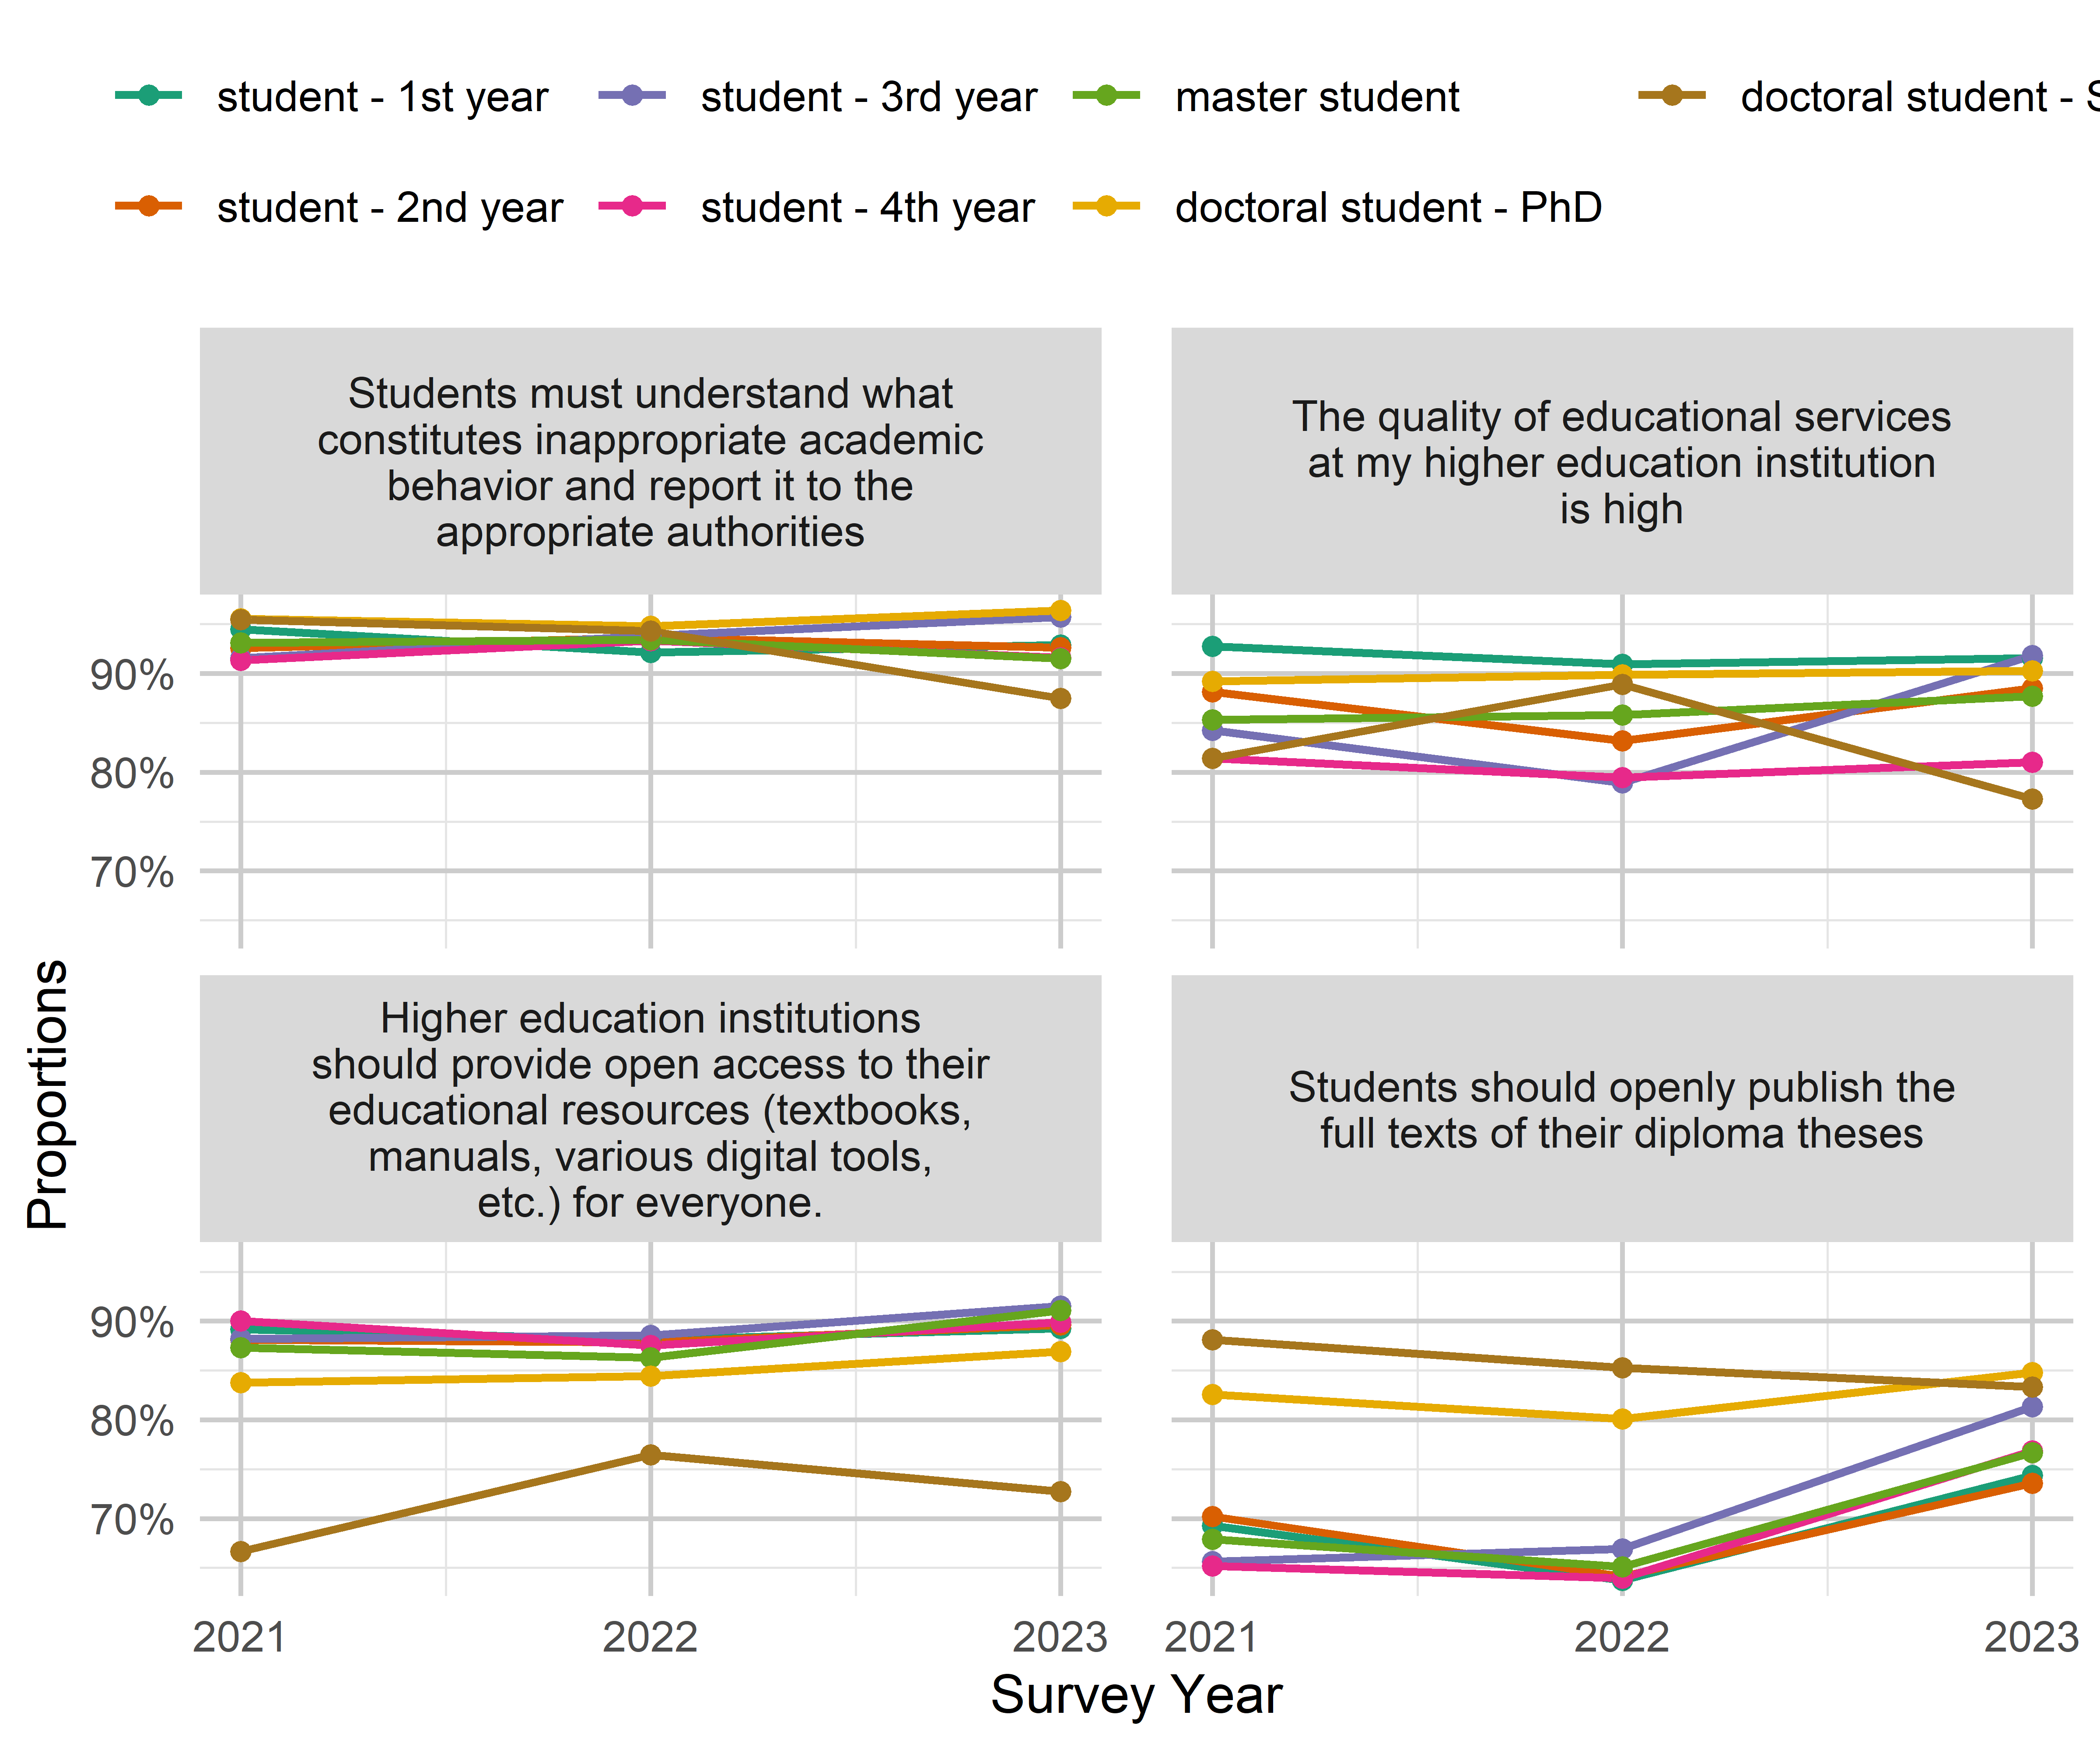 student - 1st year
student - 3rd year
master student
doctoral student - S
student - 2nd year
student - 4th year
doctoral student - PhD
Students must understand what
constitutes inappropriate academic
behavior and report it to the
appropriate authorities
The quality of educational services
at my higher education institution
is high
90%
80%
70%
Proportions
Higher education institutions
should provide open access to their
educational resources (textbooks,
manuals, various digital tools,
etc.) for everyone.
Students should openly publish the
full texts of their diploma theses
90%
80%
70%
2021
2022
2023
2021
2022
2023
Survey Year